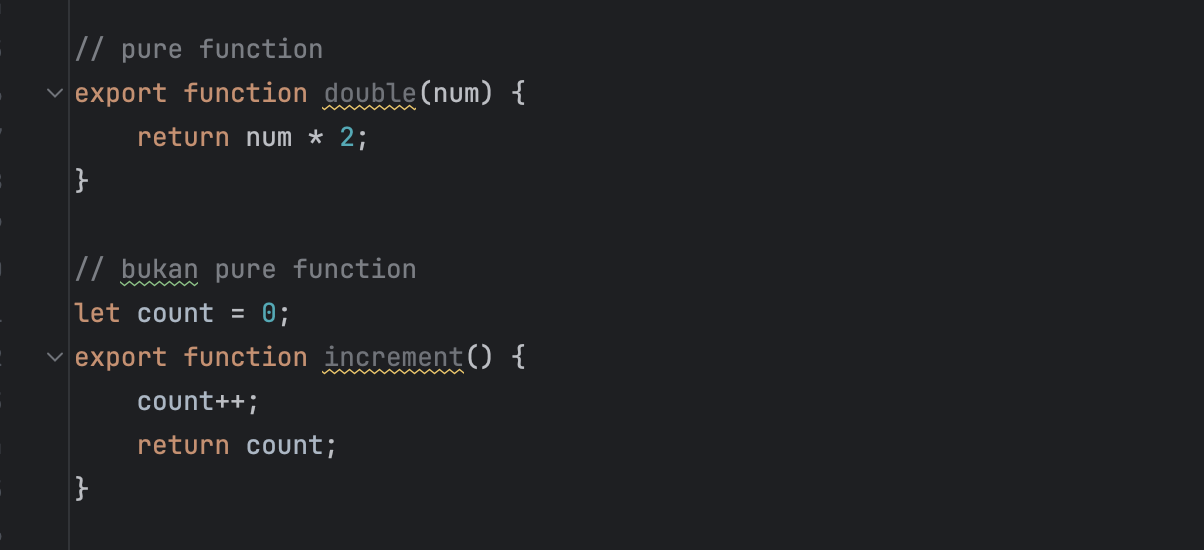 // pure function
export function double(num) {
    return num * 2;
}
// bukan pure function
let count = 0;
export function increment() {
    count++;
    return count;
}